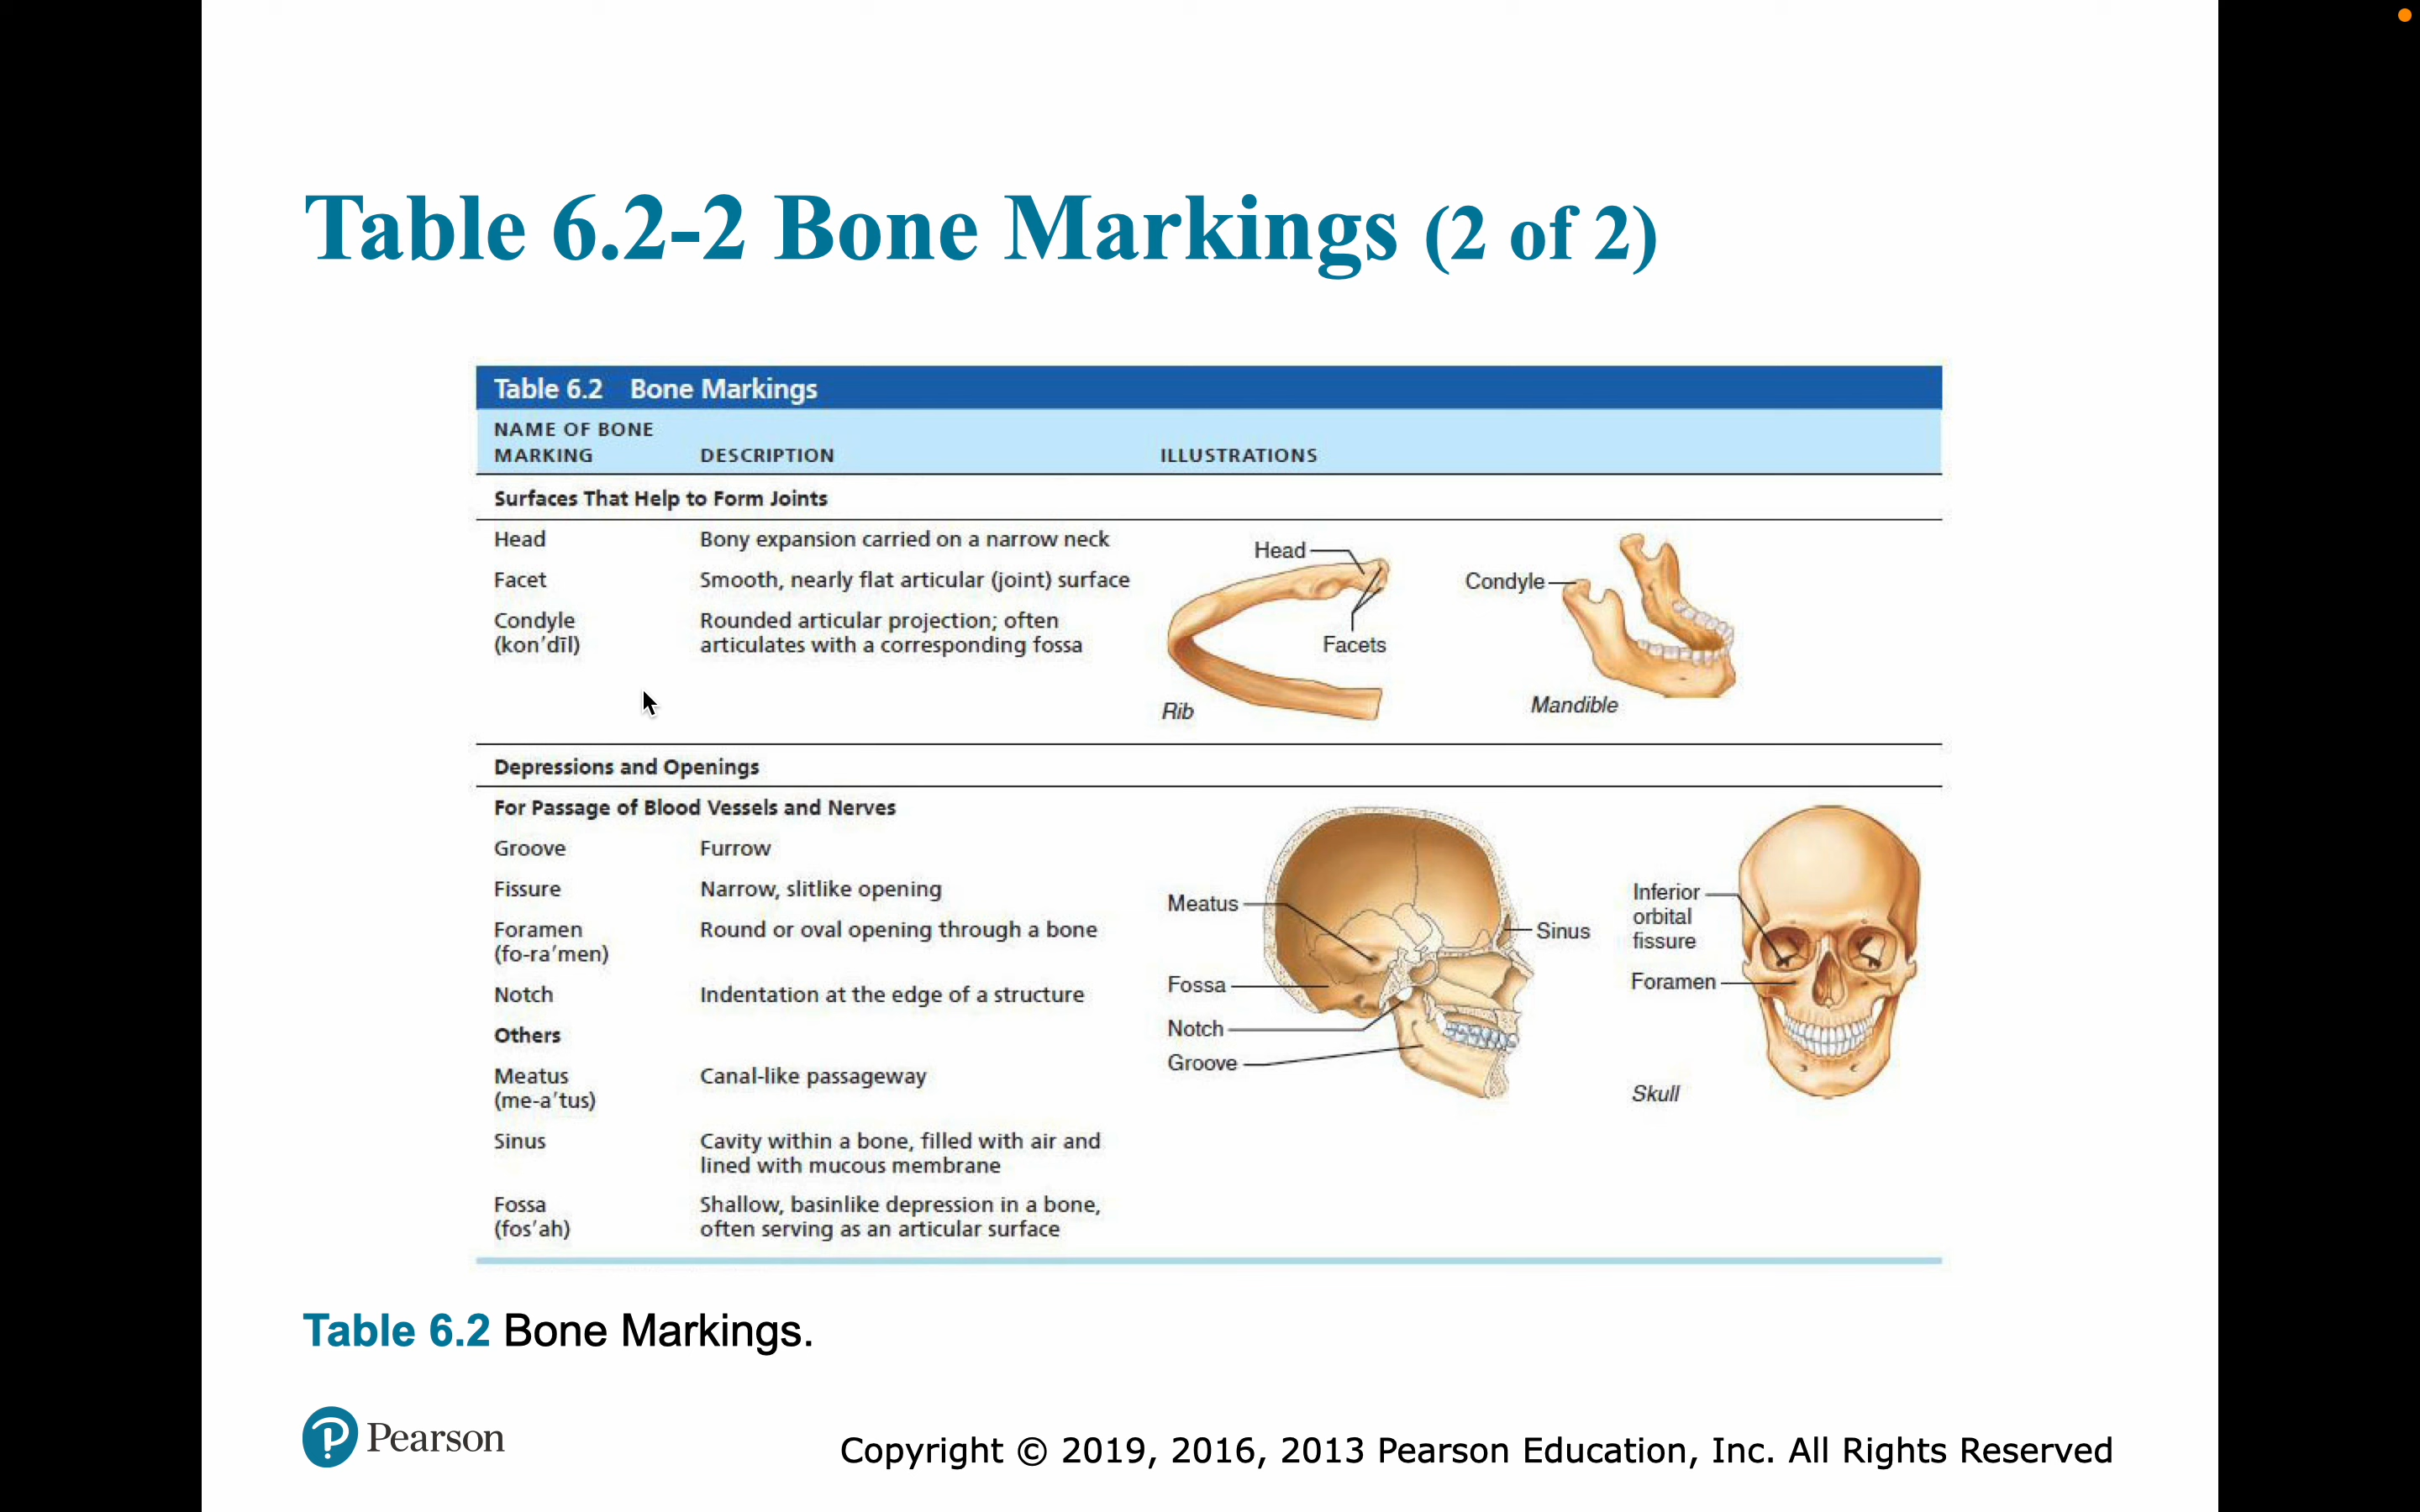 Table 6.2-2 Bone Markings (2 of 2)
Table 6.2 Bone Markings
NAME OF BONE
MARKING DESCRIPTION ILLUSTRATIONS
Surfaces That Help to Form Joints
Head Bony expansion carried on a narrow neck
Facet Smooth, nearly flat articular (joint) surface
Condyle Rounded articular projection; often
(kon′dīl) articulates with a corresponding fossa
Head
Facets
Rib
Condyle
Mandible
Depressions and Openings
For Passage of Blood Vessels and Nerves
Groove Furrow
Fissure Narrow, slitlike opening
Foramen Round or oval opening through a bone
(fo-ra′men)
Notch Indentation at the edge of a structure
Others
Meatus Canal-like passageway
(me-a′tus)
Sinus Cavity within a bone, filled with air and
lined with mucous membrane
Fossa Shallow, basinlike depression in a bone,
(fos′ah) often serving as an articular surface
Meatus
Fossa
Notch
Groove
Sinus
Inferior
orbital
fissure
Foramen
Skull
Table 6.2 Bone Markings.
P Pearson
Copyright © 2019, 2016, 2013 Pearson Education, Inc. All Rights Reserved